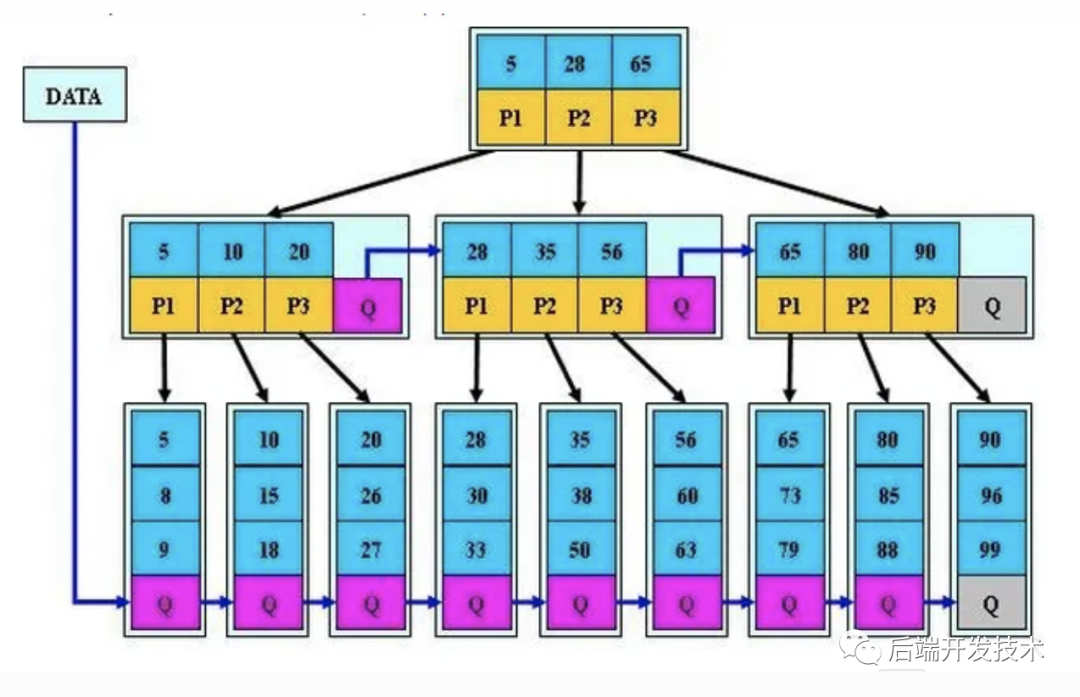 5 28 65
DATA
P1 P2 P3
5 10 20 28 35 56 65 80 90
P1 P2 P3 Q P1 P2 P3 Q P1 P2 P3 Q
5 10 20 28 35 56 65 80 90
8 15 26 30 38 60 73 85 96
9 18 27 33 50 63 79 88 99
Q Q Q Q Q Q Q Q Q
后端开发技术